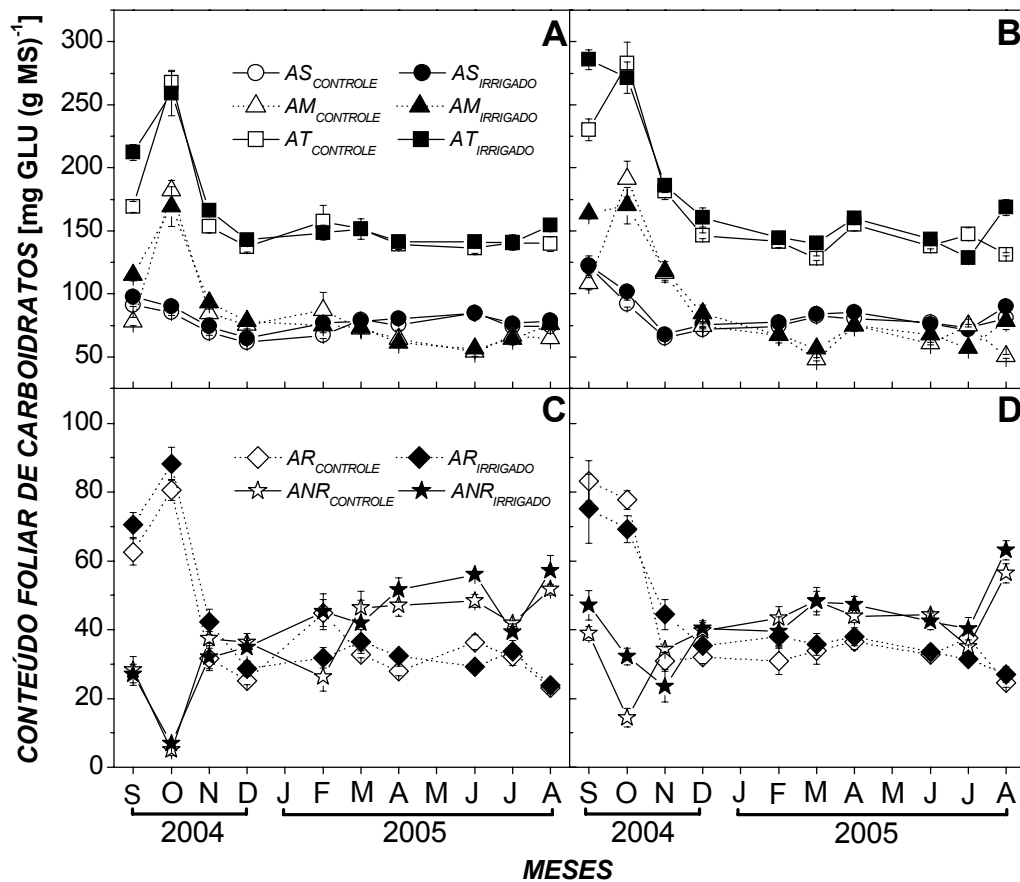 CONTEÚDO FOLIAR DE CARBOIDRATOS [mg GLU (g MS)⁻¹
A
B
300
250
200
150
100
50
AS CONTROLE AS IRRIGADO
AM CONTROLE AM IRRIGADO
AT CONTROLE AT IRRIGADO
C
D
100
80
60
40
20
0
AR CONTROLE AR IRRIGADO
ANR CONTROLE ANR IRRIGADO
S O N D J F M A M J J A
S O N D J F M A M J J A
2004 2005
2004 2005
MESES